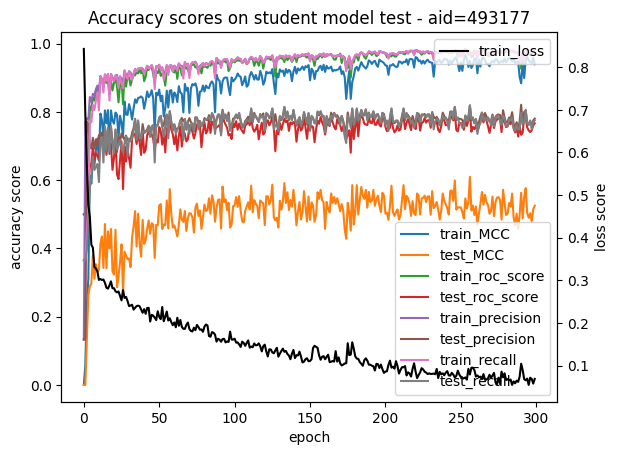 Accuracy scores on student model test - aid=493177
1.0
0.8
0.6
0.4
0.2
0.0
accuracy score
train_loss
0.8
0.7
0.6
0.5
0.4
0.3
0.2
0.1
loss score
train_MCC
test_MCC
train_roc_score
test_roc_score
train_precision
test_precision
train_recall
test_recall
0
50
100
150
200
250
300
epoch